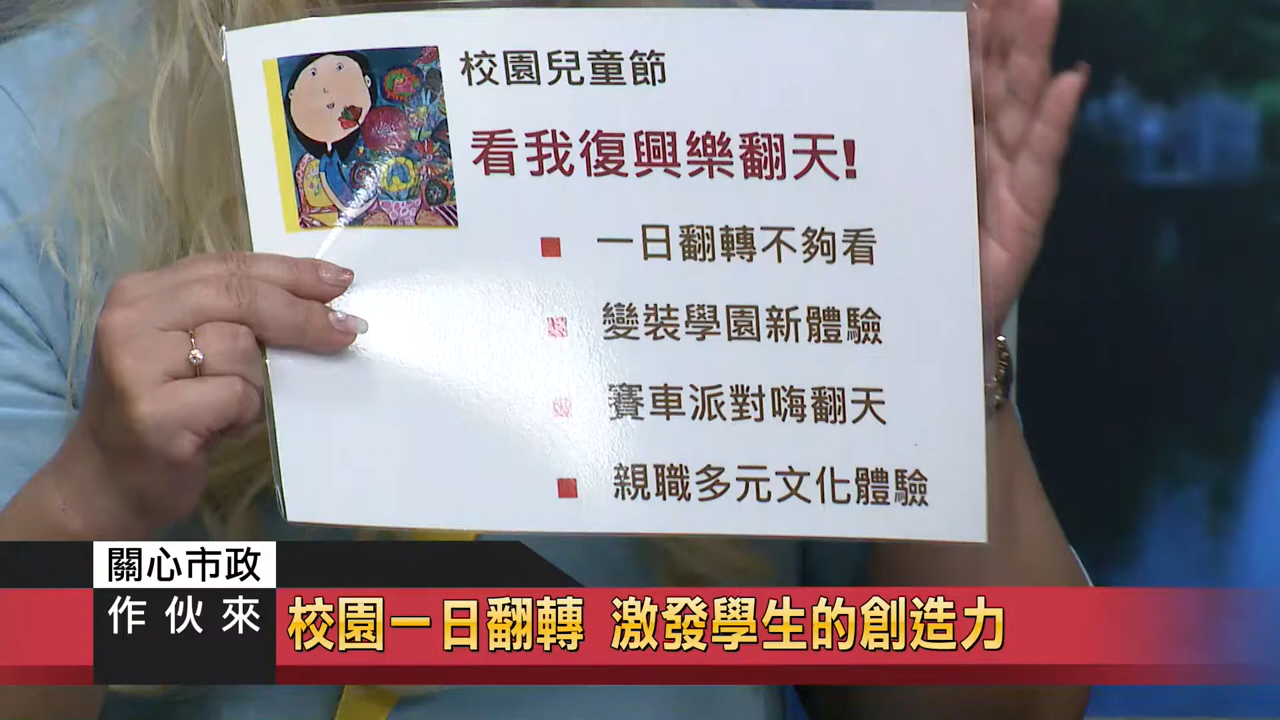 校園兒童節
看我復興樂翻天!
一日翻轉不夠看
變裝學園新體驗
賽車派對嗨翻天
親職多元文化體驗
關心市政
作伙來
校園一日翻轉 激發學生的創造力